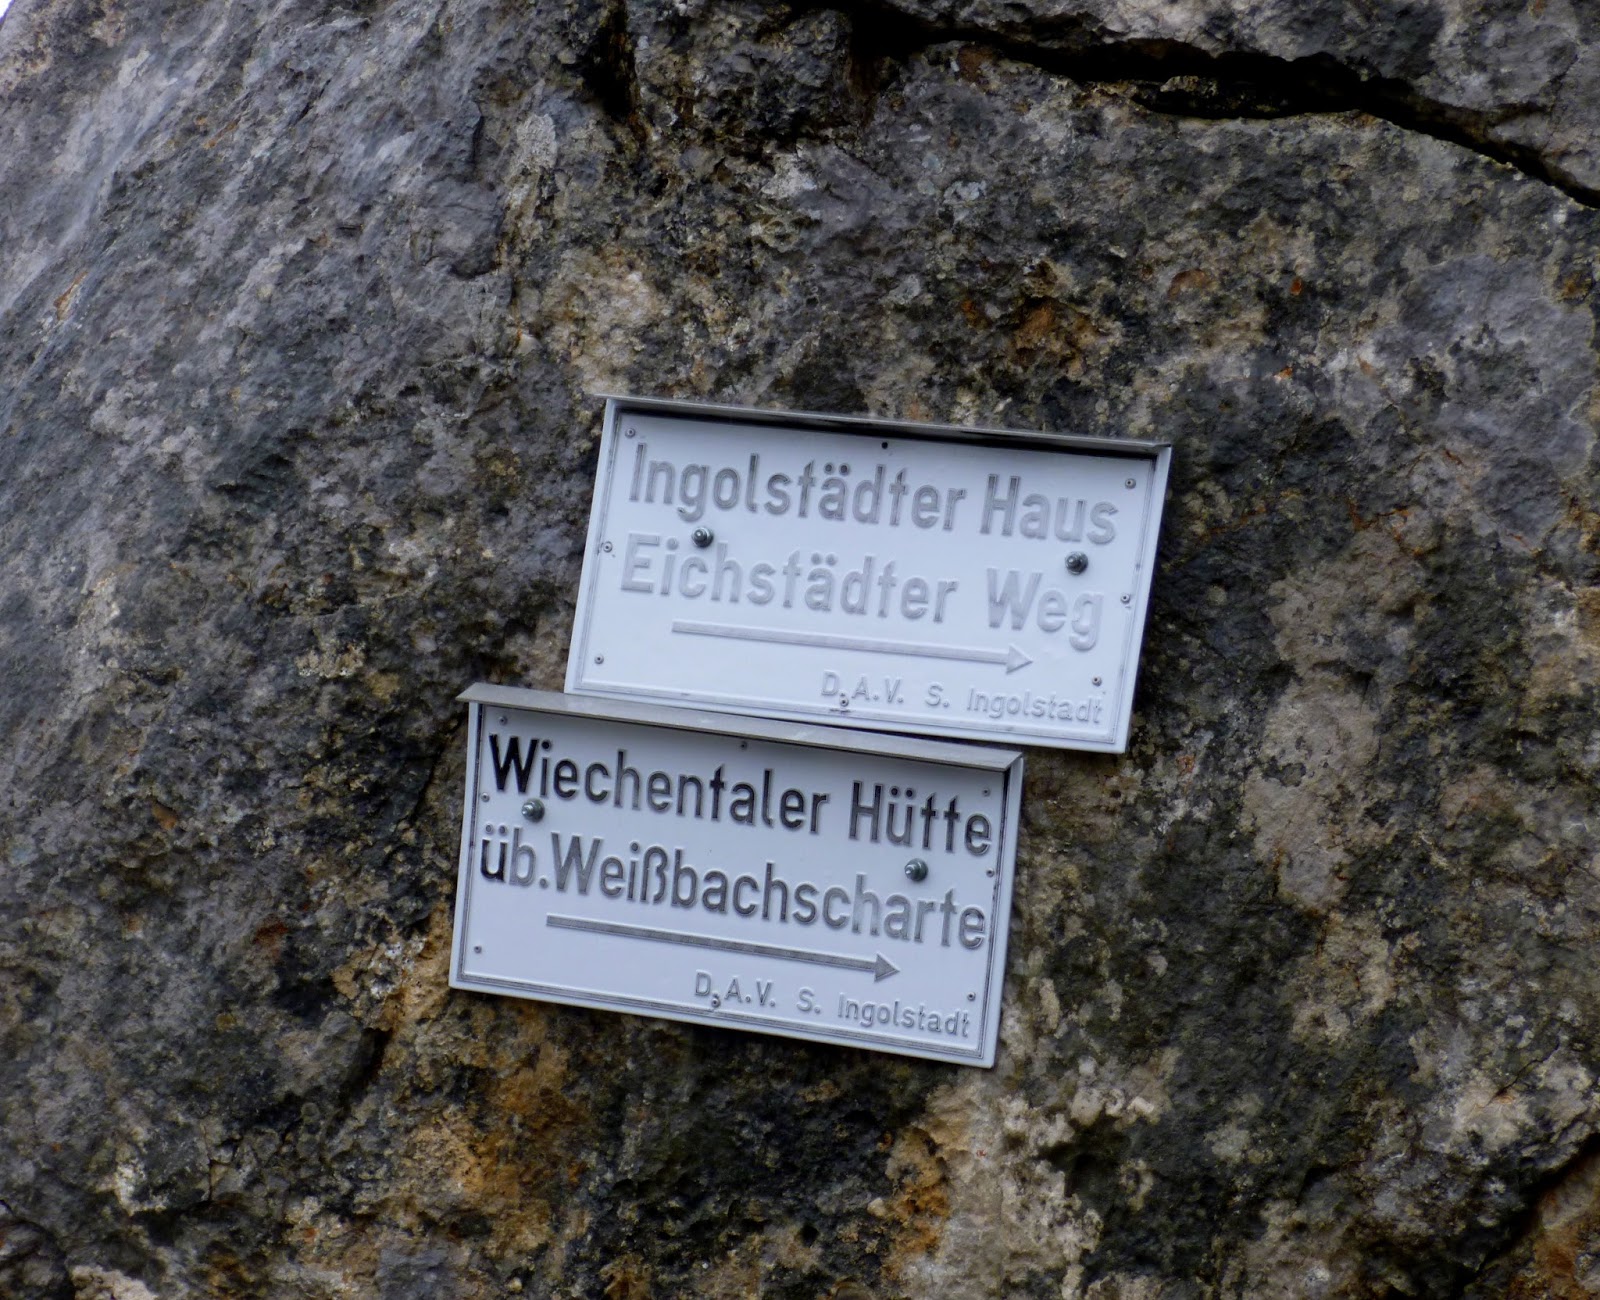 Ingolstädter Haus
Eichstädter Weg
D.A.V. S. Ingolstadt
Wiechentaler Hütte
üb.Weißbachscharte
D.A.V. S. Ingolstadt